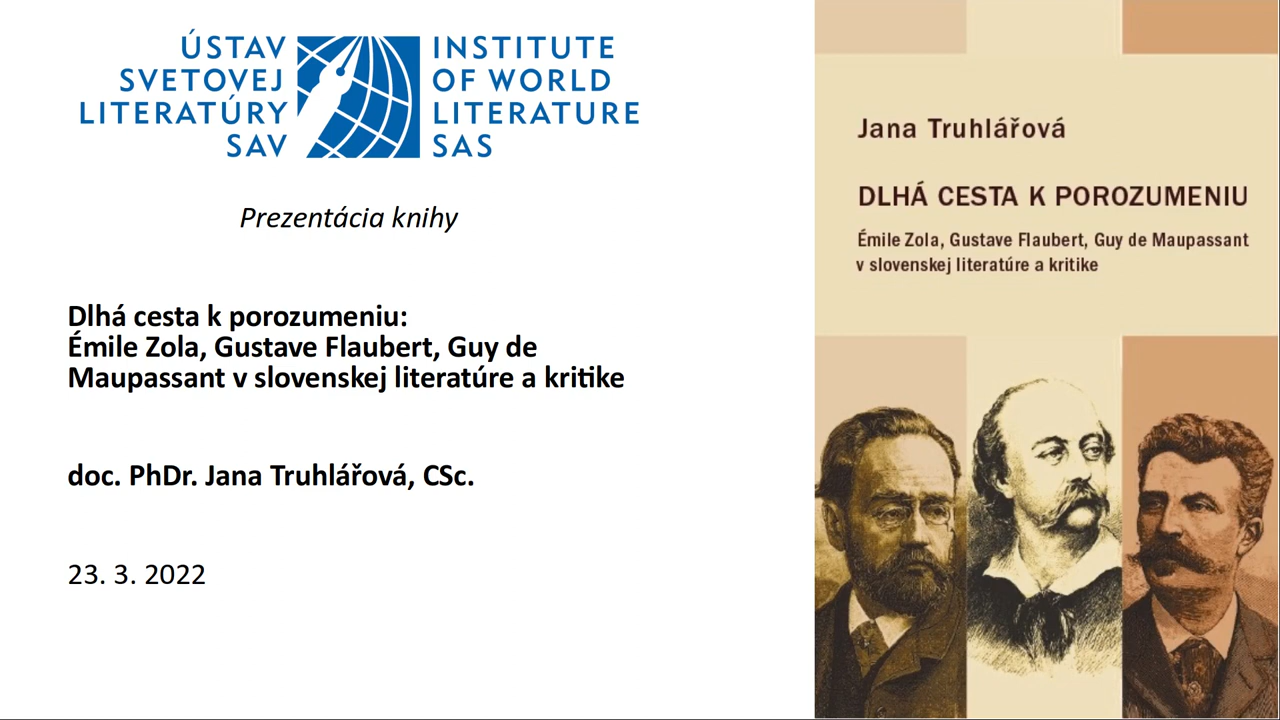 ÚSTAV
SVETOVEJ
LITERATÚRY
SAV
INSTITUTE
OF WORLD
LITERATURE
SAS
Prezentácia knihy
Dlhá cesta k porozumeniu:
Émile Zola, Gustave Flaubert, Guy de
Maupassant v slovenskej literatúre a kritike
doc. PhDr. Jana Truhlářová, CSc.
23. 3. 2022
Jana Truhlářová
DLHÁ CESTA K POROZUMENIU
Émile Zola, Gustave Flaubert, Guy de Maupassant
v slovenskej literatúre a kritike